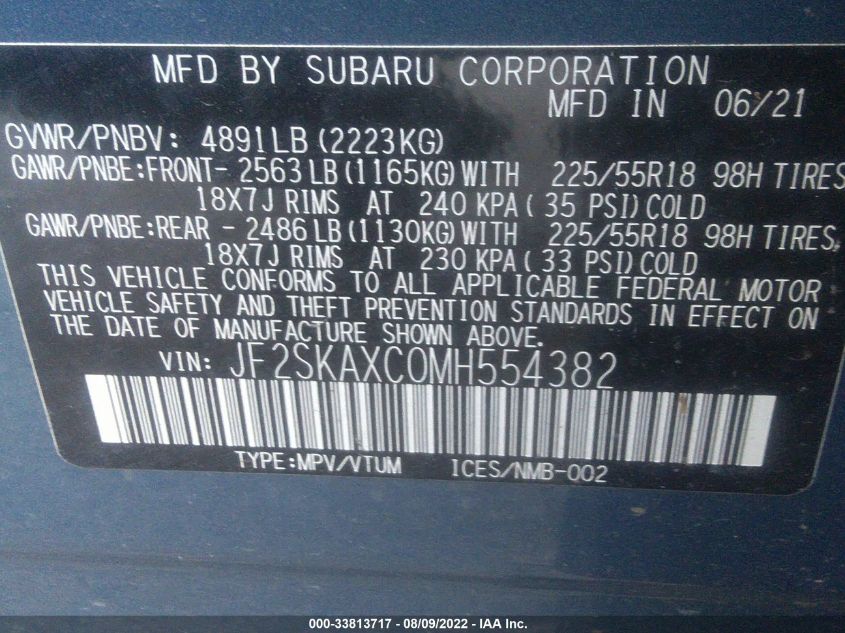 MFD BY SUBARU CORPORATION
MFD IN 06/21
GVWR/PNBV: 4891LB(2223KG)
GAWR/PNBE:FRONT- 2563LB(1165KG)WITH 225/55R18 98H TIRES
18X7J RIMS AT 240 KPA(35 PSI)COLD
GAWR/PNBE:REAR -2486LB(1130KG)WITH 225/55R18 98H TIRES,
18X7J RIMS AT 230 KPA(33 PSI)COLD
THIS VEHICLE CONFORMS TO ALL APPLICABLE FEDERAL MOTOR
VEHICLE SAFETY AND THEFT PREVENTION STANDARDS IN EFFECT ON
THE DATE OF MANUFACTURE SHOWN ABOVE.
VIN: JF2SKAXC0MH554382
TYPE:MPV/VTUM ICES/NMB-002
000-33813717 - 08/09/2022 - IAA Inc.